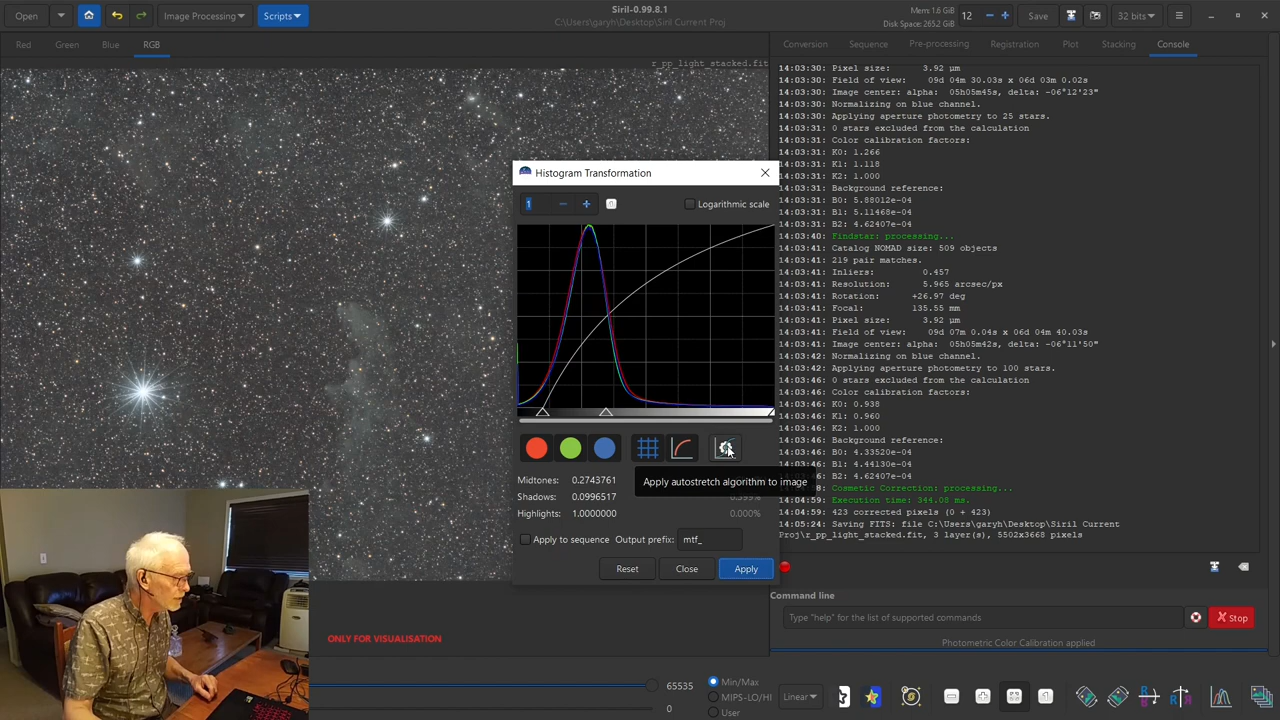 Open
Image Processing
Scripts
Siril-0.99.8.1
C:\Users\garyh\Desktop\Siril Current Proj
Mem: 1.6 GiB
Disk Space: 2652 GiB
12
Save
32 bits
Red
Green
Blue
RGB
Conversion
Sequence
Pre-processing
Registration
Plot
Stacking
Console
r_pp_light_stacked.fit
14:03:30: Pixel size: 3.92 µm
14:03:30: Field of view: 09d 04m 30.03s x 06d 03m 0.02s
14:03:30: Image center: alpha: 05h05m45s, delta: -06°12'23"
14:03:30: Normalizing on blue channel.
14:03:30: Applying aperture photometry to 25 stars.
14:03:31: 0 stars excluded from the calculation
14:03:31: Color calibration factors:
14:03:31: K0: 1.266
14:03:31: K1: 1.118
14:03:31: K2: 1.000
14:03:31: Background reference:
14:03:31: B0: 5.88012e-04
14:03:31: B1: 5.11468e-04
14:03:31: B2: 4.62407e-04
14:03:40: Findstar: processing...
14:03:41: Catalog NOMAD size: 509 objects
14:03:41: 219 pair matches.
14:03:41: Inliers: 0.457
14:03:41: Resolution: 5.965 arcsec/px
14:03:41: Rotation: +26.97 deg
14:03:41: Focal: 135.55 mm
14:03:41: Pixel size: 3.92 µm
14:03:41: Field of view: 09d 07m 0.04s x 06d 04m 40.03s
14:03:41: Image center: alpha: 05h05m42s, delta: -06°11'50"
14:03:42: Normalizing on blue channel.
14:03:42: Applying aperture photometry to 100 stars.
14:03:46: 0 stars excluded from the calculation
14:03:46: Color calibration factors:
14:03:46: K0: 0.938
14:03:46: K1: 0.960
14:03:46: K2: 1.000
14:03:46: Background reference:
14:03:46: B0: 4.33520e-04
14:03:46: B1: 4.44130e-04
14:03:46: B2: 4.62407e-04
Cosmetic Correction: processing...
14:04:59: Execution time: 344.08 ms.
14:04:59: 423 corrected pixels (0 + 423)
14:05:24: Saving FITS: file C:\Users\garyh\Desktop\Siril Current
Proj\r_pp_light_stacked.fit, 3 layer(s), 5502x3668 pixels
Histogram Transformation
1
Logarithmic scale
Apply autostretch algorithm to image
Midtones: 0.2743761
Shadows: 0.0996517
Highlights: 1.0000000 0.000%
Apply to sequence Output prefix: mtf_
Reset
Close
Apply
Command line
Type "help" for the list of supported commands
Stop
Photometric Color Calibration applied
ONLY FOR VISUALISATION
65535
0
Min/Max
MIPS-LO/HI
User
Linear